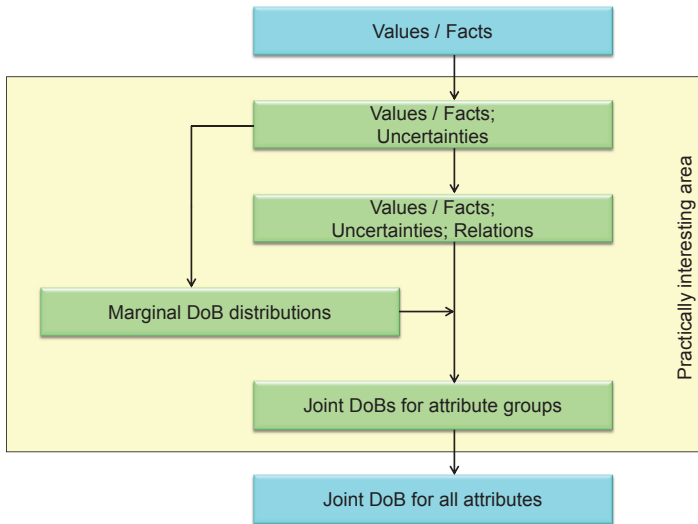 Values / Facts
Values / Facts;
Uncertainties
Values / Facts;
Uncertainties; Relations
Marginal DoB distributions
Joint DoBs for attribute groups
Joint DoB for all attributes
Practically interesting area